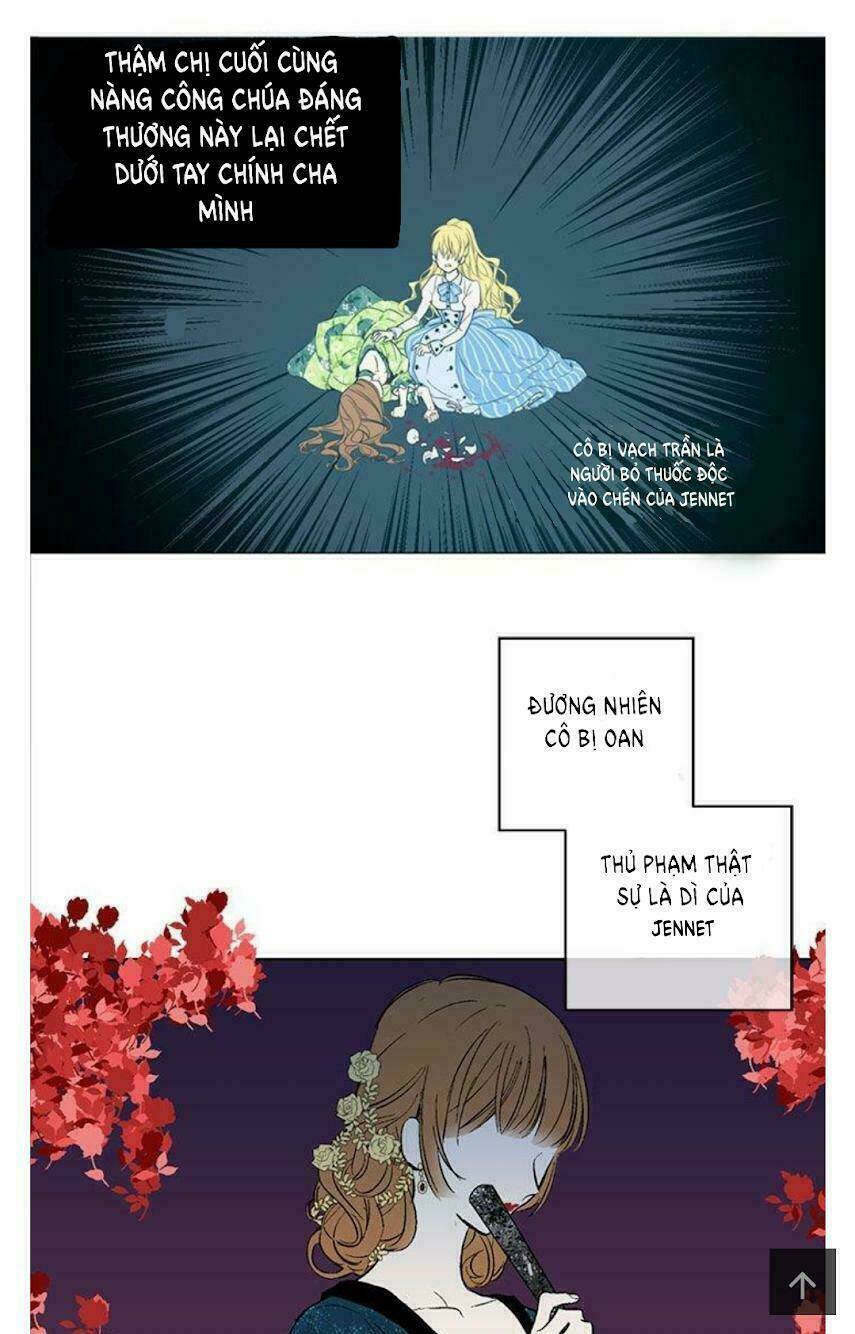 THẬM CHỊ CUỐI CÙNG
NÀNG CÔNG CHÚA ĐÁNG
THƯƠNG NÀY LẠI CHẾT
DƯỚI TAY CHÍNH CHA
MÌNH
CÔ BỊ VẠCH TRẦN LÀ
NGƯỜI BỎ THUỐC ĐỘC
VÀO CHÉN CỦA JENNET
ĐƯƠNG NHIÊN
CÔ BỊ OAN
THỦ PHẠM THẬT
SỰ LÀ DÌ CỦA
JENNET